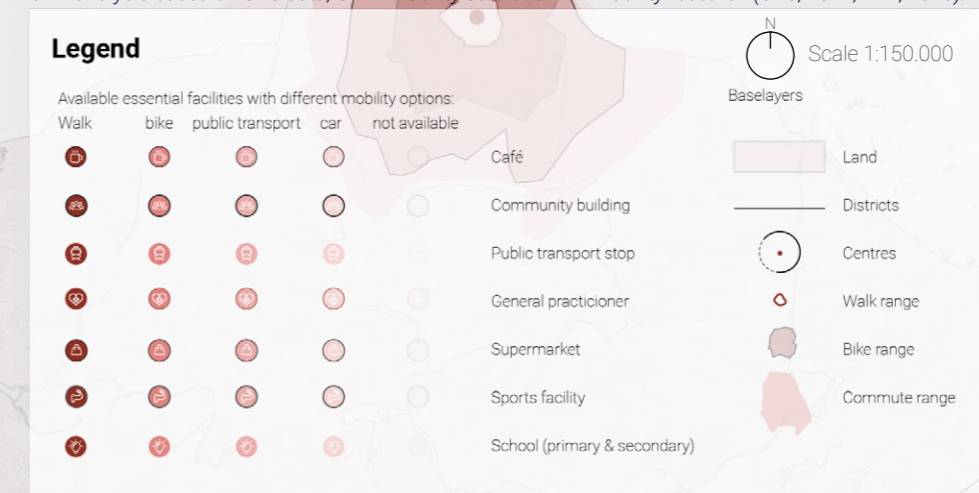 Legend
N
Scale 1:150.000
Available essential facilities with different mobility options:
Baselayers
Walk bike public transport car not available
Café
Land
Community building
Districts
Public transport stop
Centres
General practicioner
Walk range
Supermarket
Bike range
Sports facility
Commute range
School (primary & secondary)